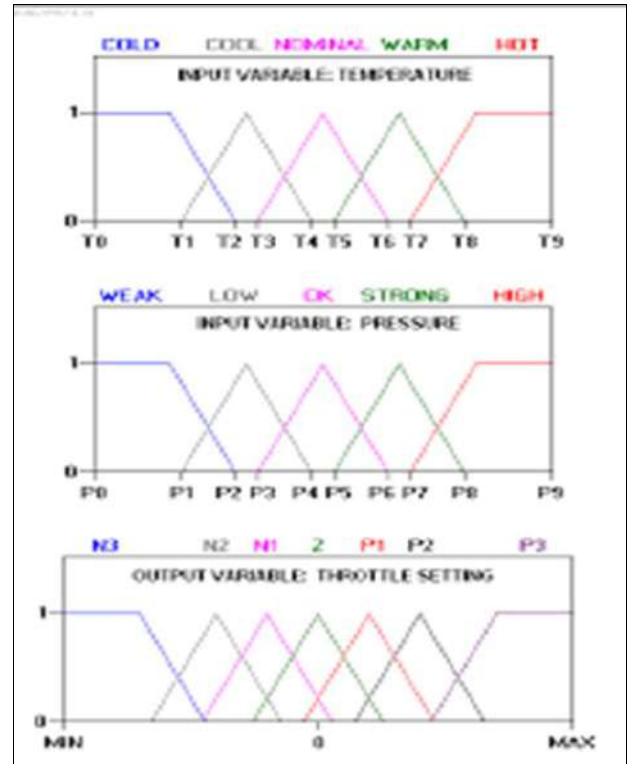 COLD COOL NOMINAL WARM HOT
INPUT VARIABLE: TEMPERATURE
1
0
T0 T1 T2 T3 T4 T5 T6 T7 T8 T9
WEAK LOW OK STRONG HIGH
INPUT VARIABLE: PRESSURE
1
0
P0 P1 P2 P3 P4 P5 P6 P7 P8 P9
N3 N2 N1 Z P1 P2 P3
OUTPUT VARIABLE: THROTTLE SETTING
1
0
MIN 0 MAX